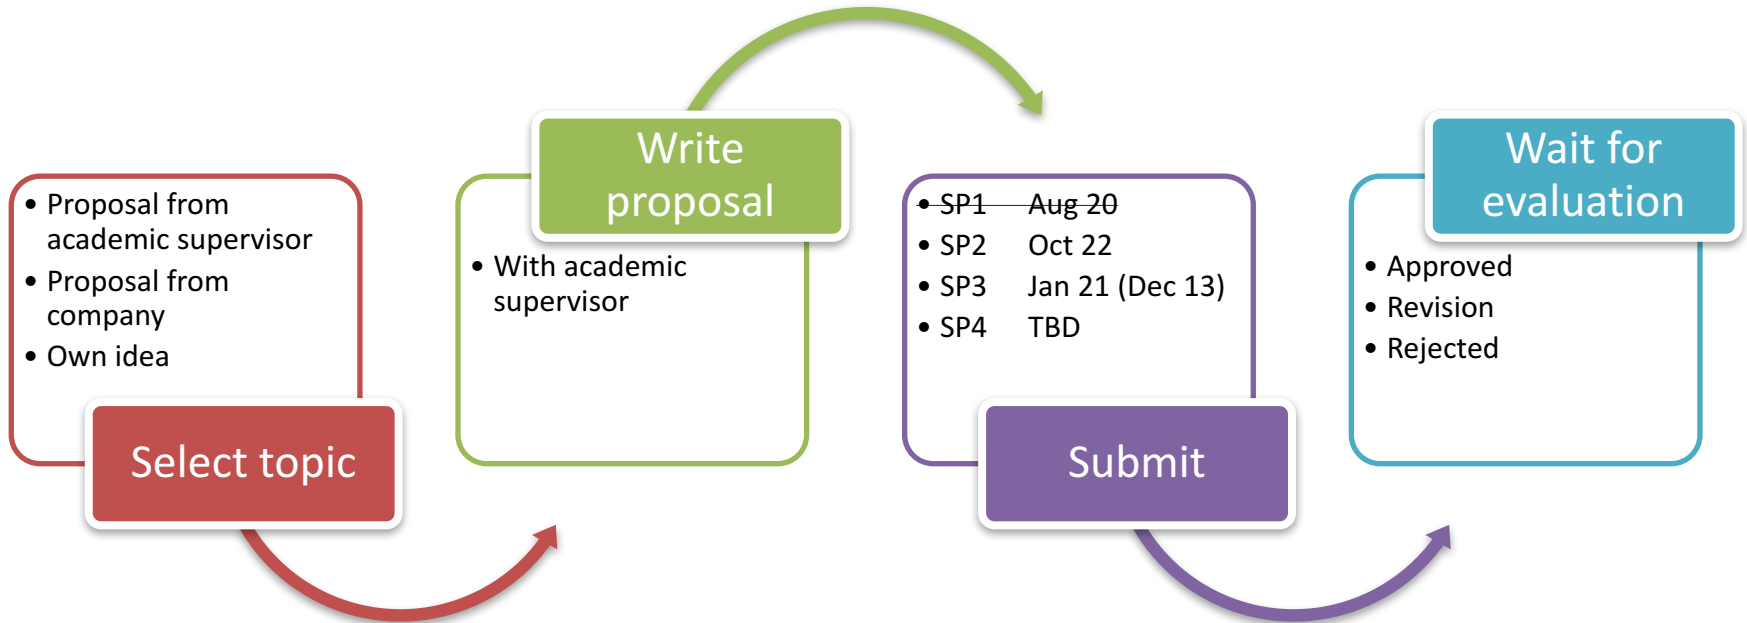 • Proposal from
academic supervisor
• Proposal from
company
• Own idea
Select topic
Write
proposal
• With academic
supervisor
• SP1 Aug 20
• SP2 Oct 22
• SP3 Jan 21 (Dec 13)
• SP4 TBD
Submit
Wait for
evaluation
• Approved
• Revision
• Rejected